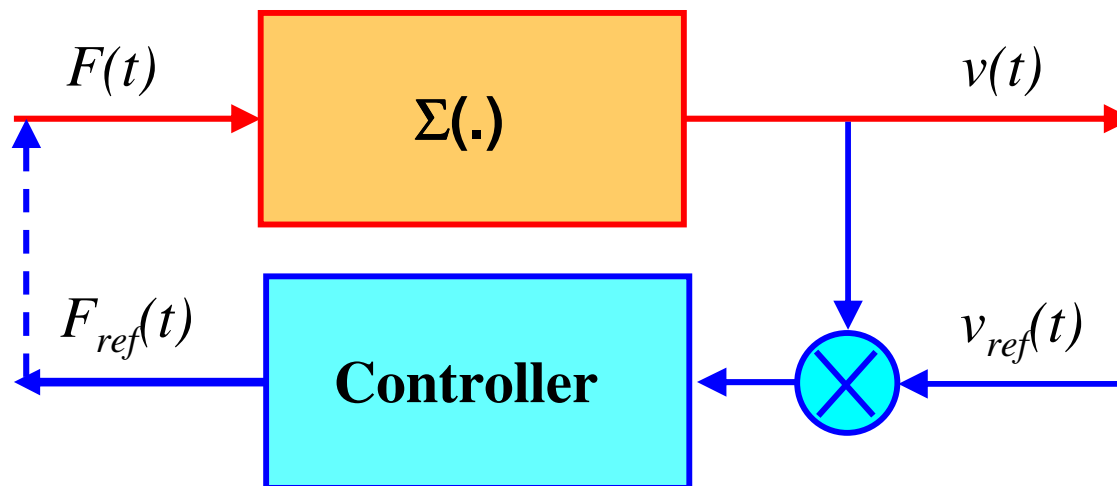 F(t)
Σ(.)
v(t)
F_ref(t)
Controller
v_ref(t)